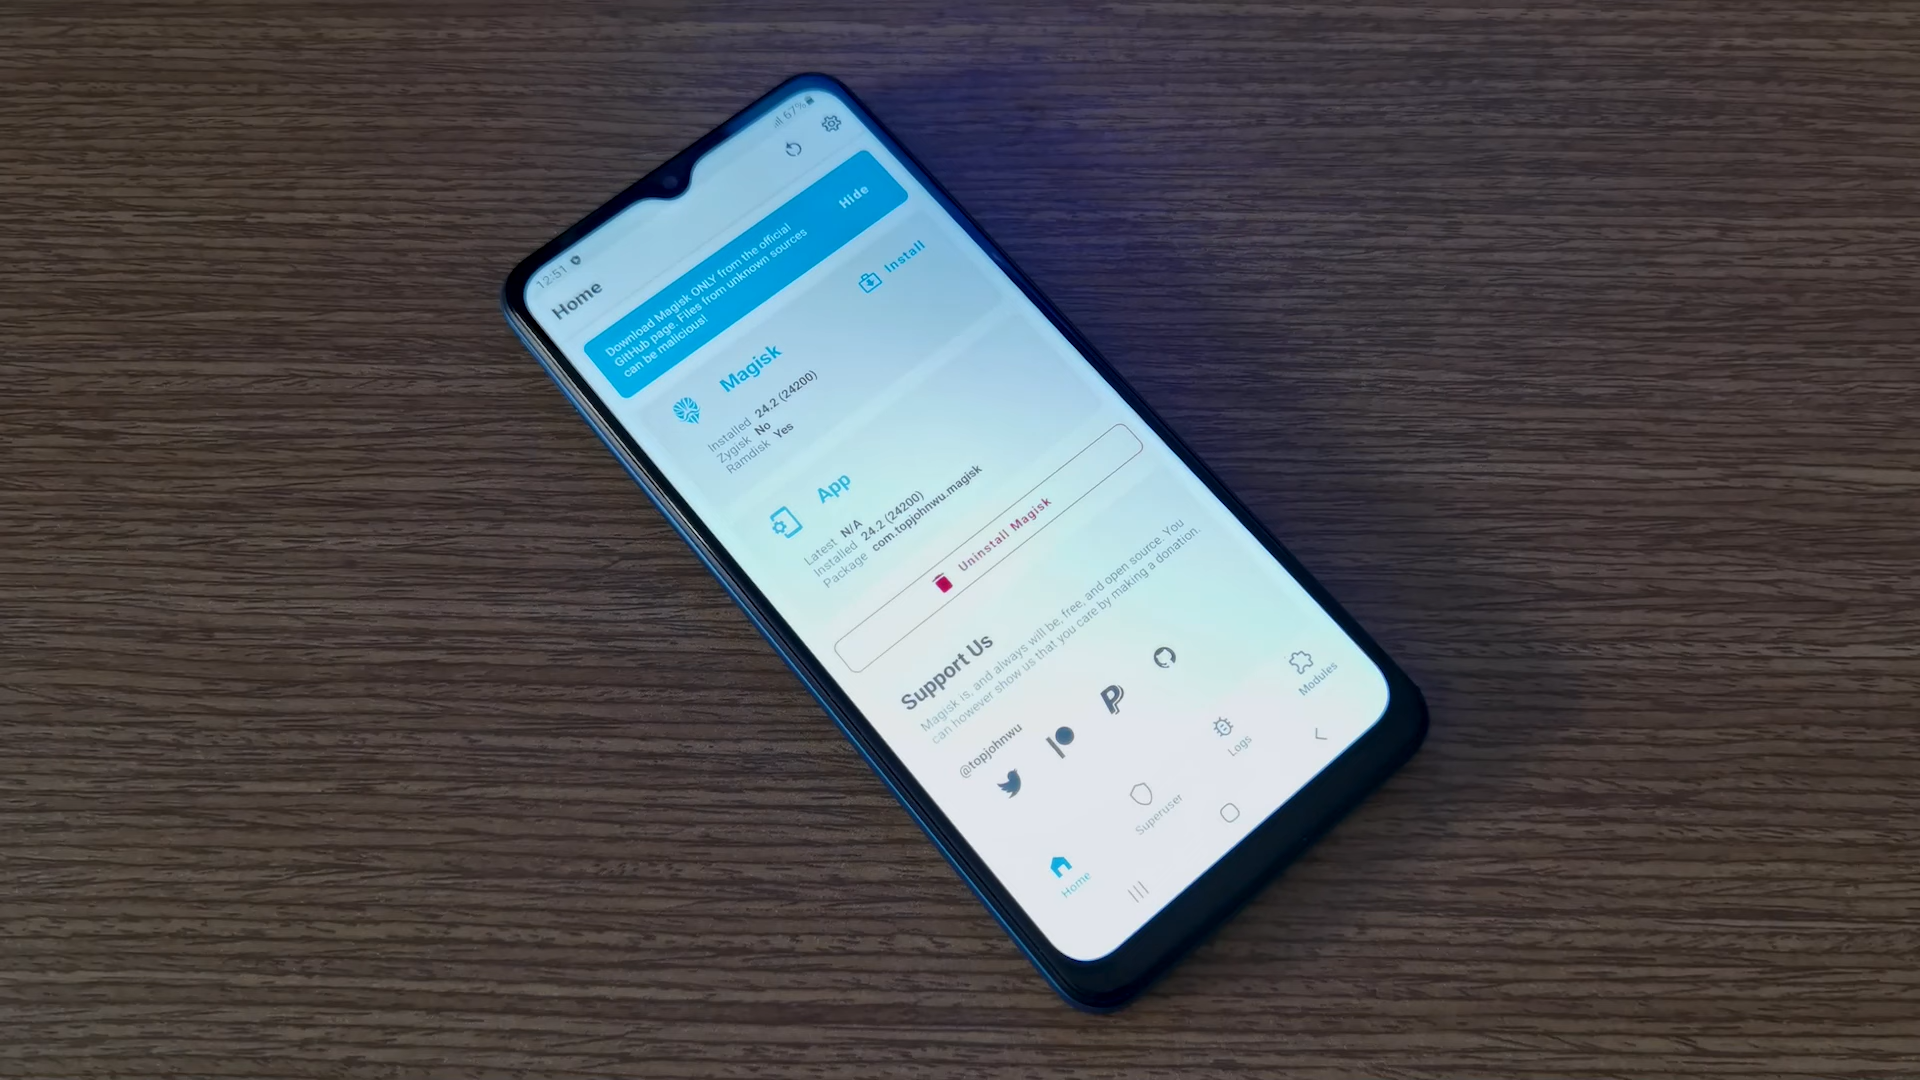 12:51
67%
Home
Download Magisk ONLY from the official
GitHub page. Files from unknown sources
can be malicious!
Hide
Magisk
Install
Installed 24.2 (24200)
Zygisk No
Ramdisk Yes
App
Latest N/A
Installed 24.2 (24200)
Package com.topjohnwu.magisk
Uninstall Magisk
Support Us
Magisk is, and always will be, free, and open source. You
can however show us that you care by making a donation.
@topjohnwu
Home
Superuser
Logs
Modules